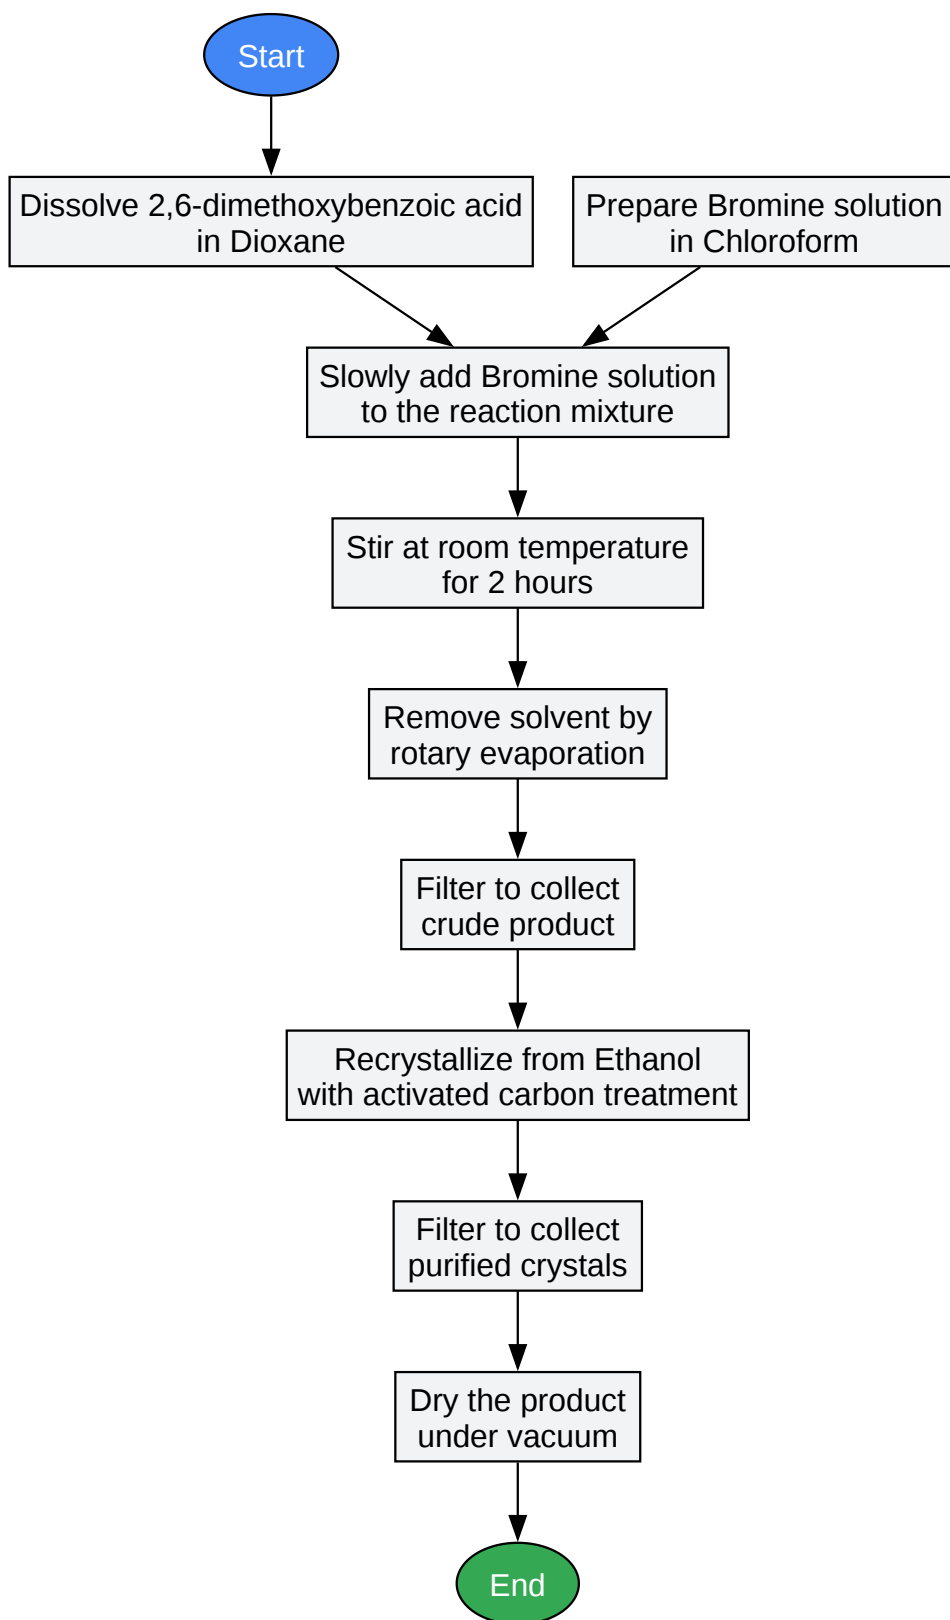 Start
Dissolve 2,6-dimethoxybenzoic acid
in Dioxane
Prepare Bromine solution
in Chloroform
Slowly add Bromine solution
to the reaction mixture
Stir at room temperature
for 2 hours
Remove solvent by
rotary evaporation
Filter to collect
crude product
Recrystallize from Ethanol
with activated carbon treatment
Filter to collect
purified crystals
Dry the product
under vacuum
End